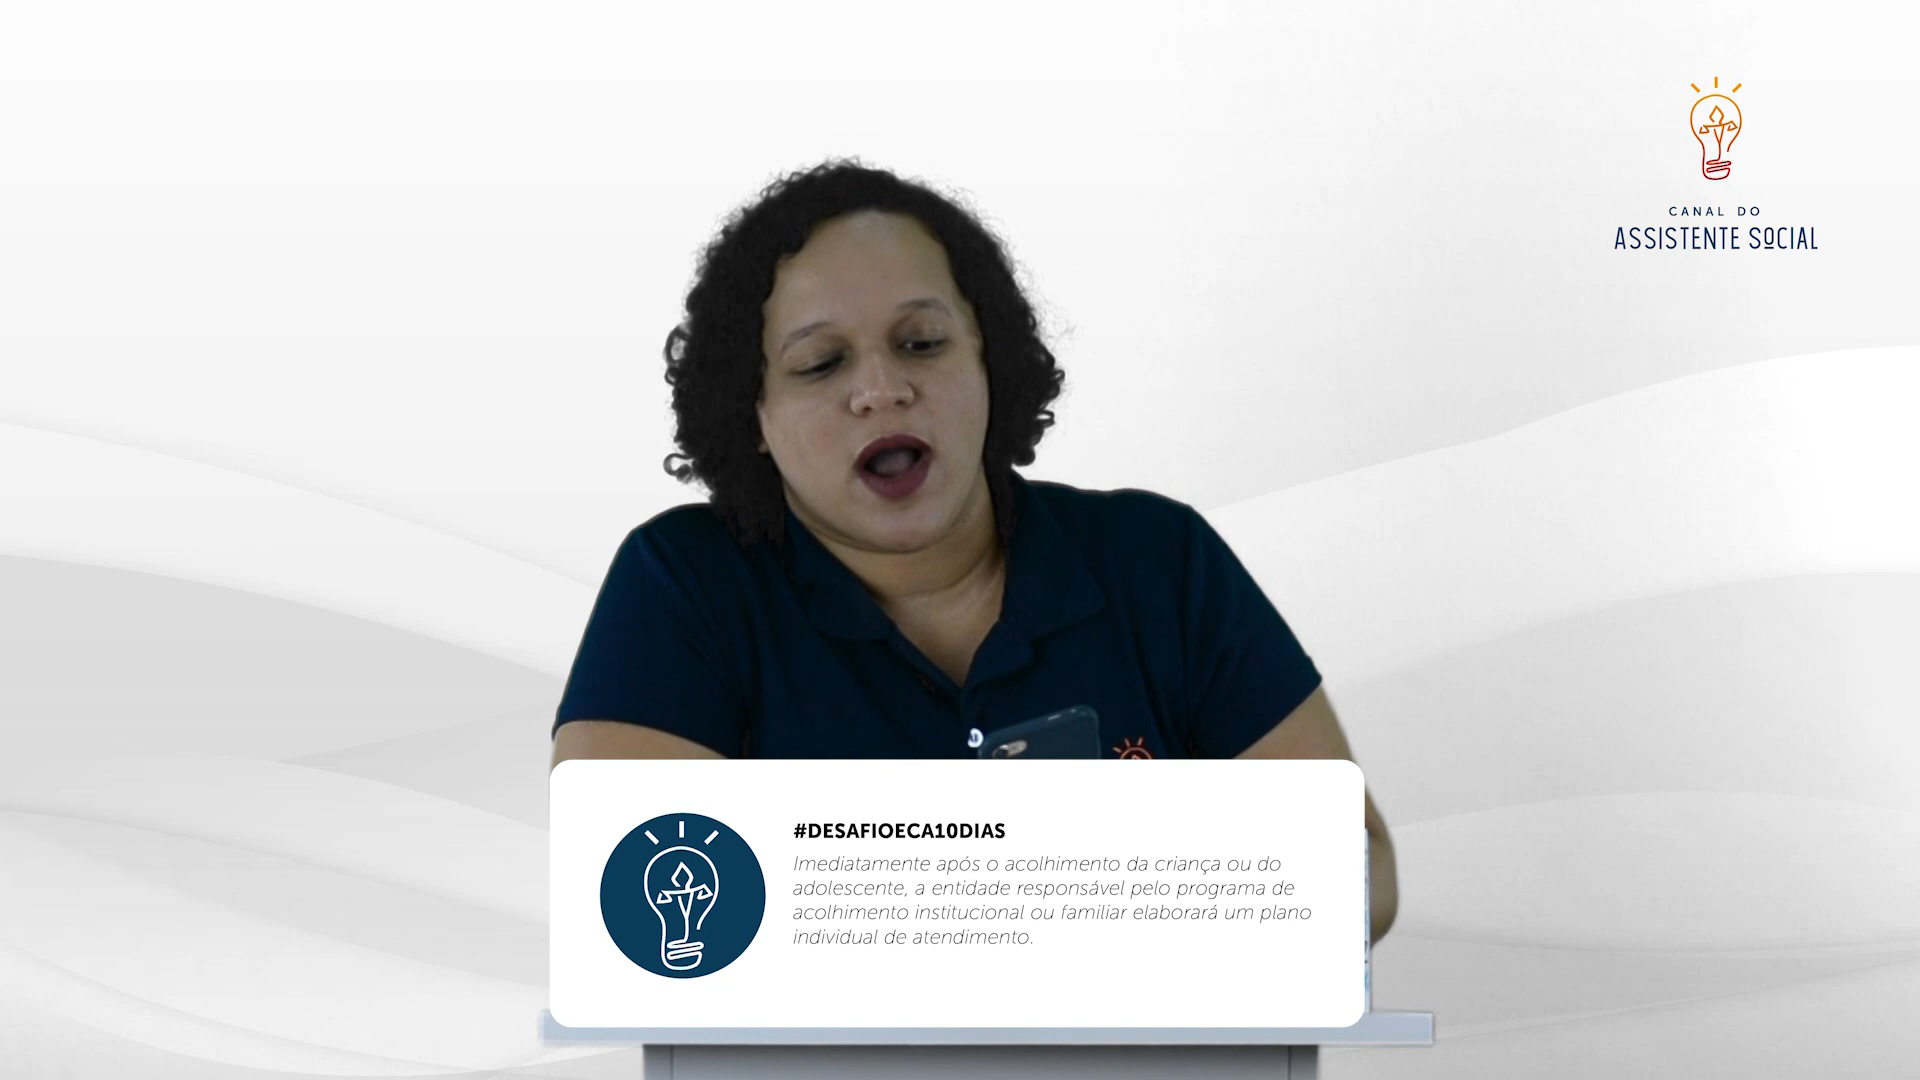 CANAL DO
ASSISTENTE SOCIAL
#DESAFIOECA10DIAS
Imediatamente após o acolhimento da criança ou do
adolescente, a entidade responsável pelo programa de
acolhimento institucional ou familiar elaborará um plano
individual de atendimento.